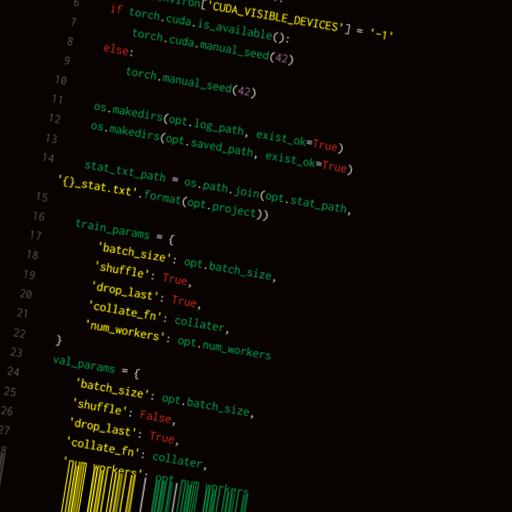 6 environ['CUDA_VISIBLE_DEVICES'] = '-1'
7 if torch.cuda.is_available():
8 torch.cuda.manual_seed(42)
9 else:
10 torch.manual_seed(42)
11
12 os.makedirs(opt.log_path, exist_ok=True)
13 os.makedirs(opt.saved_path, exist_ok=True)
14
stat_txt_path = os.path.join(opt.stat_path,
'{}_stat.txt'.format(opt.project))
15
16 train_params = {
17 'batch_size': opt.batch_size,
18 'shuffle': True,
19 'drop_last': True,
20 'collate_fn': collater,
21 'num_workers': opt.num_workers
22 }
23 val_params = {
24 'batch_size': opt.batch_size,
25 'shuffle': False,
26 'drop_last': True,
27 'collate_fn': collater,
'num_workers': opt.num_workers